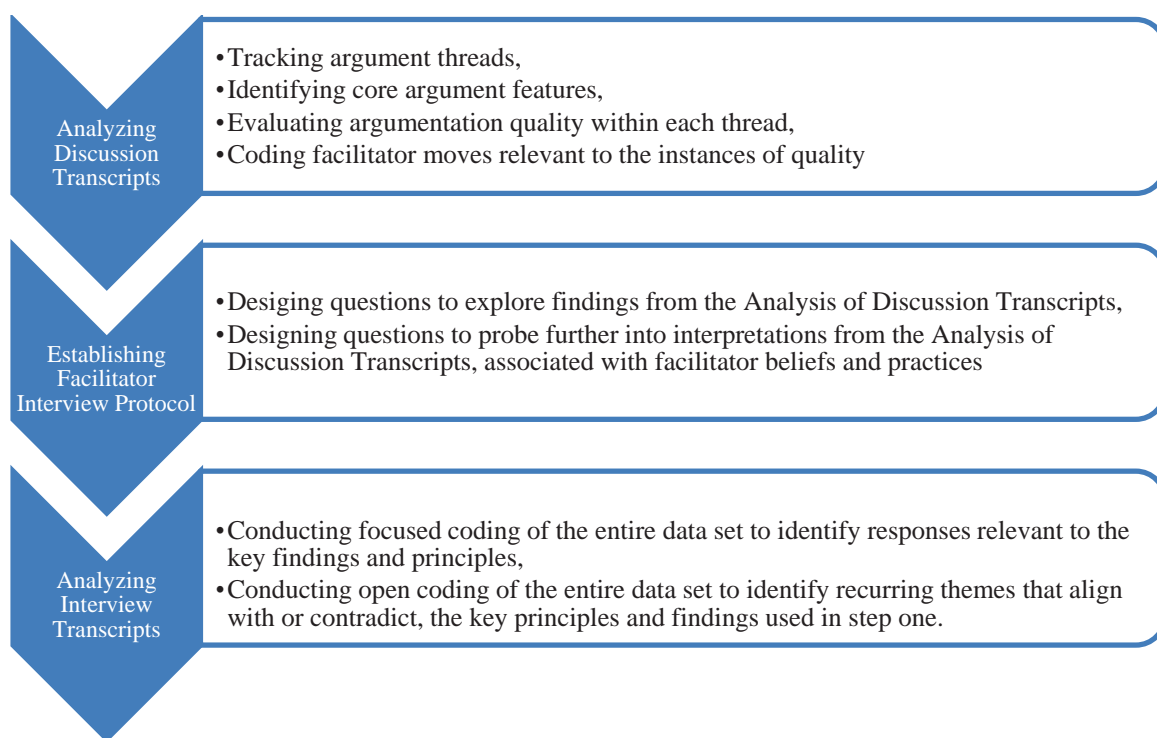 Analyzing
Discussion
Transcripts
•Tracking argument threads,
•Identifying core argument features,
•Evaluating argumentation quality within each thread,
•Coding facilitator moves relevant to the instances of quality
Establishing
Facilitator
Interview Protocol
•Desiging questions to explore findings from the Analysis of Discussion Transcripts,
•Designing questions to probe further into interpretations from the Analysis of
Discussion Transcripts, associated with facilitator beliefs and practices
Analyzing
Interview
Transcripts
•Conducting focused coding of the entire data set to identify responses relevant to the
key findings and principles,
•Conducting open coding of the entire data set to identify recurring themes that align
with or contradict, the key principles and findings used in step one.